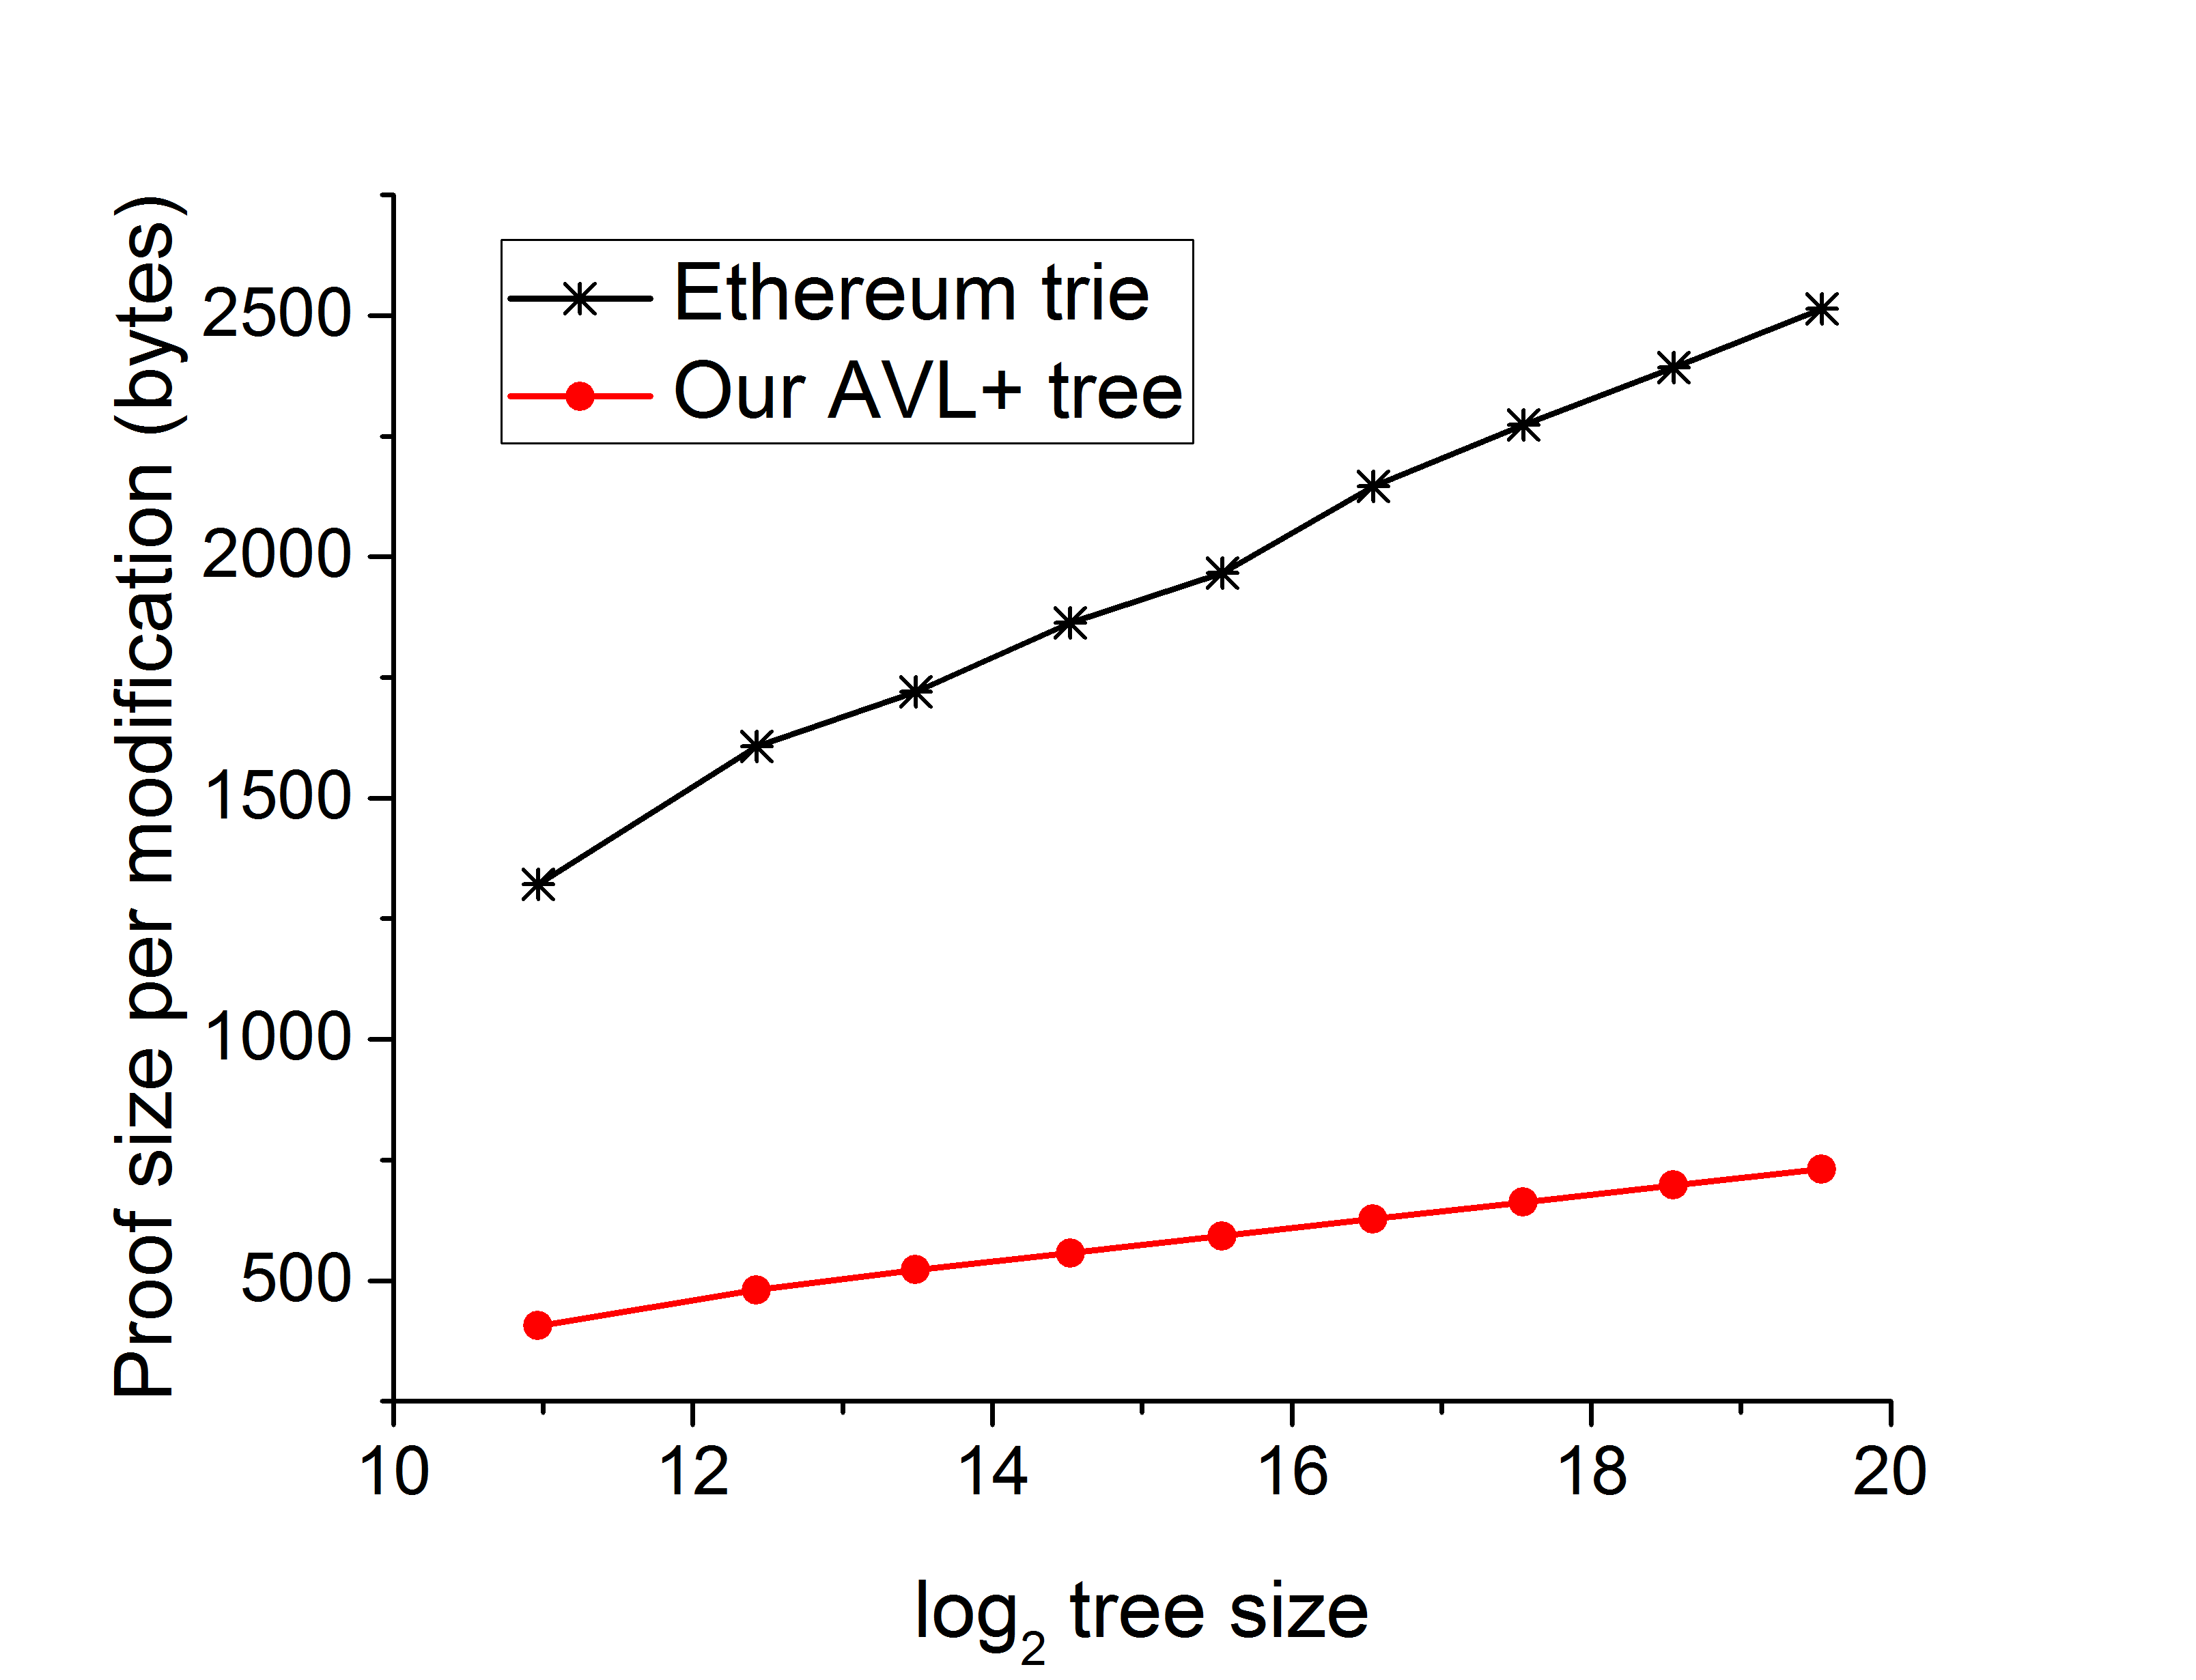 Ethereum trie
Our AVL+ tree
Proof size per modification (bytes)
2500
2000
1500
1000
500
10 12 14 16 18 20
log₂ tree size